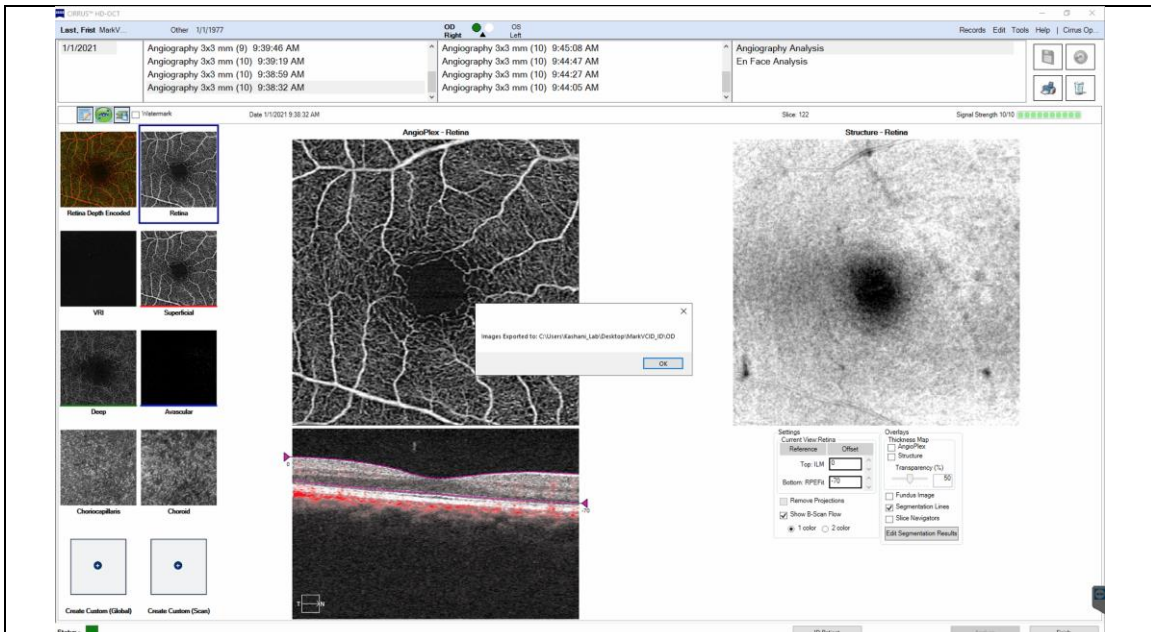 CIRRUS™ HD-OCT
Last, Frist MarkV... Other 1/1/1977 OD Right OS Left Records Edit Tools Help | Cirrus Op...
1/1/2021
Angiography 3x3 mm (9) 9:39:46 AM
Angiography 3x3 mm (10) 9:39:19 AM
Angiography 3x3 mm (10) 9:38:59 AM
Angiography 3x3 mm (10) 9:38:32 AM
Angiography 3x3 mm (10) 9:45:08 AM
Angiography 3x3 mm (10) 9:44:47 AM
Angiography 3x3 mm (10) 9:44:27 AM
Angiography 3x3 mm (10) 9:44:05 AM
Angiography Analysis
En Face Analysis
Watermark Date 1/1/2021 9:38:32 AM Slice: 122 Signal Strength 10/10
AngioPlex - Retina
Structure - Retina
Retina Depth Encoded Retina
VRI Superficial
Deep Avascular
Choriocapillaris Choroid
Create Custom (Global) Create Custom (Scan)
Images Exported to: C:\Users\Kashani_Lab\Desktop\MarkVCID_ID\OD
OK
0
-70
T N
Settings
Current View:Retina
Reference Offset
Top: ILM 0
Bottom: RPEFit -70
Remove Projections
Show B-Scan Flow
1 color 2 color
Overlays
Thickness Map
AngioPlex
Structure
Transparency (%)
50
Fundus Image
Segmentation Lines
Slice Navigators
Edit Segmentation Results